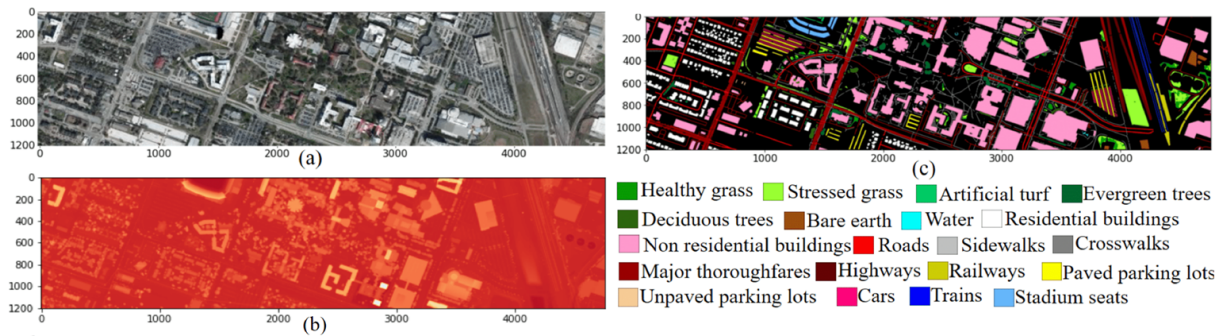 0
200
400
600
800
1000
1200
0 1000 2000 3000 4000
(a)
0
200
400
600
800
1000
1200
0 1000 2000 3000 4000
(b)
0
200
400
600
800
1000
1200
0 1000 2000 3000 4000
(c)
Healthy grass Stressed grass Artificial turf Evergreen trees
Deciduous trees Bare earth Water Residential buildings
Non residential buildings Roads Sidewalks Crosswalks
Major thoroughfares Highways Railways Paved parking lots
Unpaved parking lots Cars Trains Stadium seats